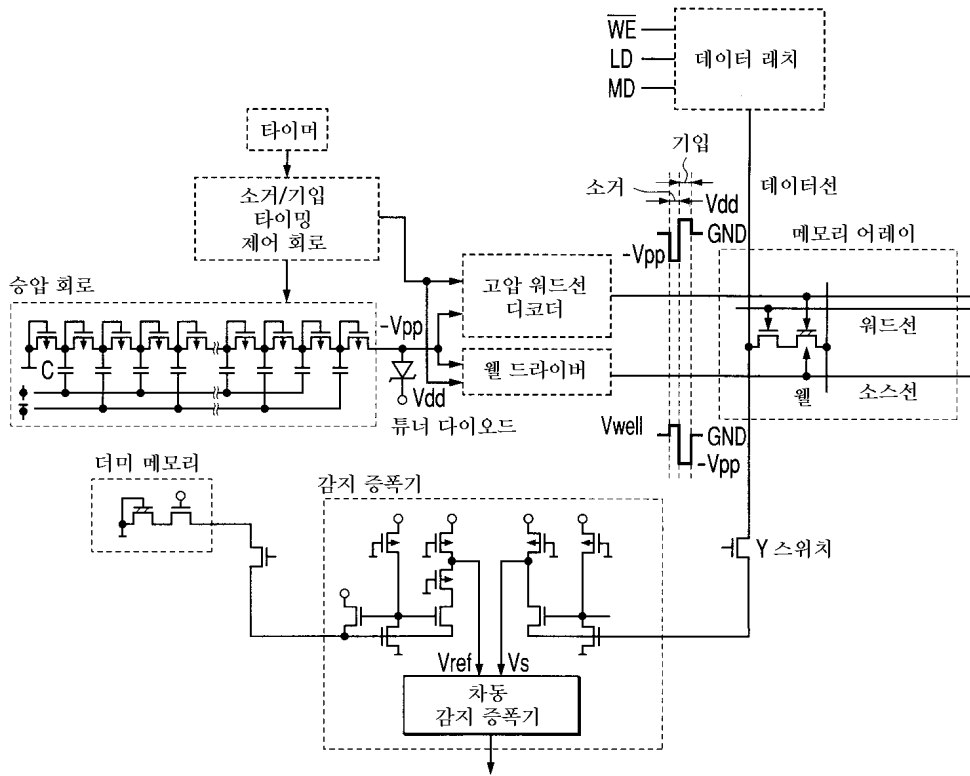 WE
LD
MD
데이터 래치
타이머
기입
소거/기입
타이밍
제어 회로
소거
데이터선
Vdd
GND
-Vpp
메모리 어레이
승압 회로
고압 워드선
디코더
-Vpp
워드선
웰 드라이버
C
Vdd
튜너 다이오드
웰
소스선
ϕ
ϕ
Vwell
GND
-Vpp
더미 메모리
감지 증폭기
Y 스위치
Vref
Vs
차동
감지 증폭기